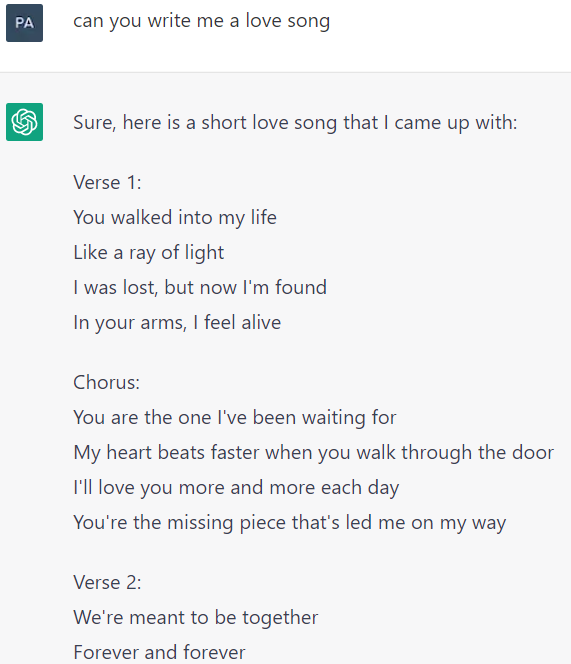 PA
can you write me a love song
Sure, here is a short love song that I came up with:
Verse 1:
You walked into my life
Like a ray of light
I was lost, but now I'm found
In your arms, I feel alive
Chorus:
You are the one I've been waiting for
My heart beats faster when you walk through the door
I'll love you more and more each day
You're the missing piece that's led me on my way
Verse 2:
We're meant to be together
Forever and forever